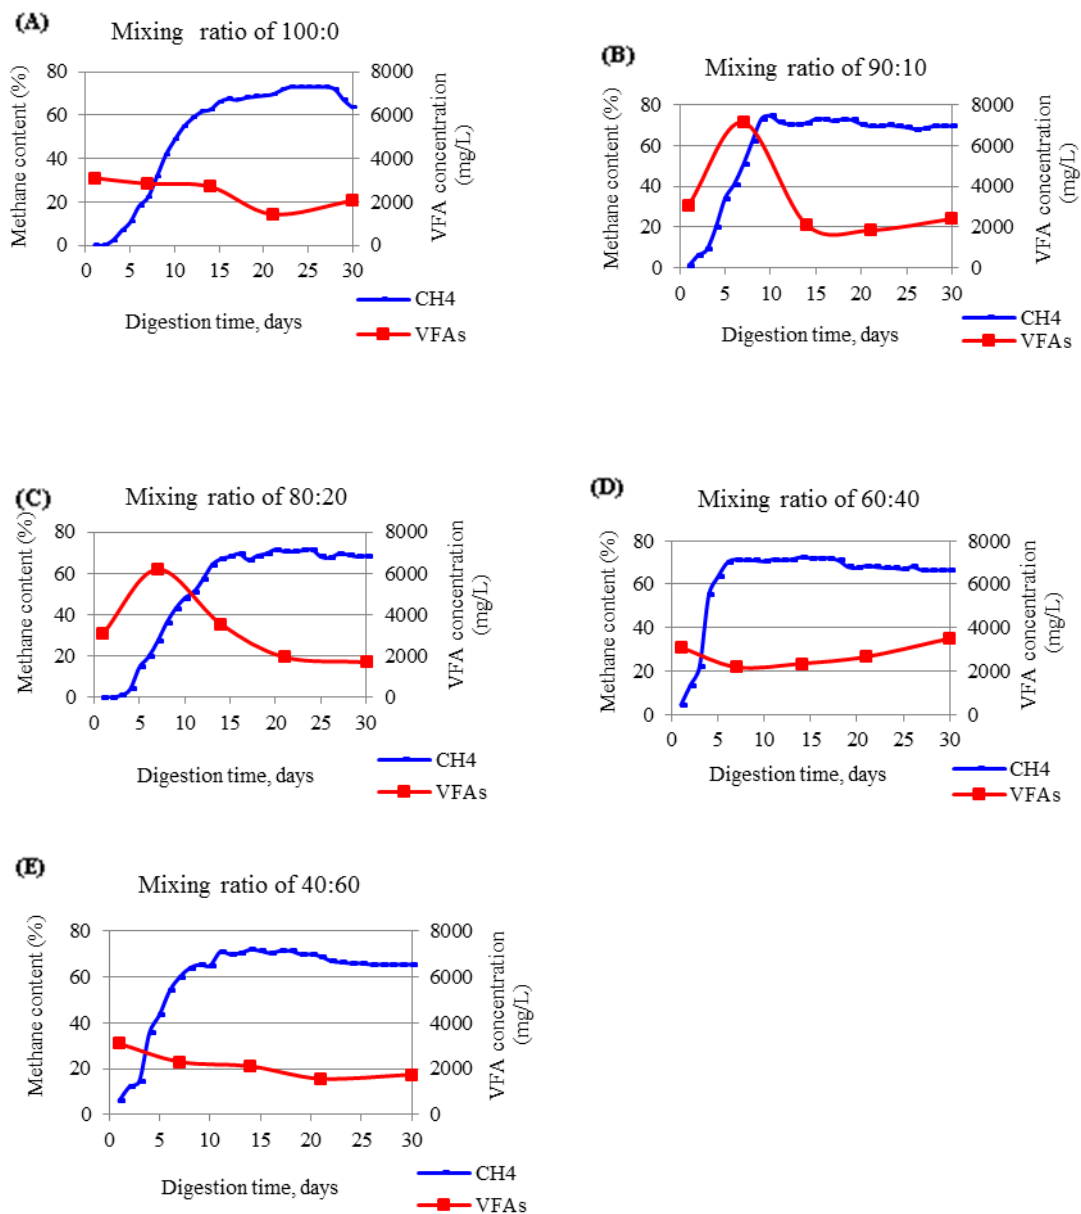 (A)
Mixing ratio of 100:0
Methane content (%)
80
60
40
20
0
8000
6000
4000
2000
0
VFA concentration
(mg/L)
0 5 10 15 20 25 30
Digestion time, days
CH4
VFAs
(B)
Mixing ratio of 90:10
Methane content (%)
80
60
40
20
0
8000
6000
4000
2000
0
VFA concentration
(mg/L)
0 5 10 15 20 25 30
Digestion time, days
CH4
VFAs
(C)
Mixing ratio of 80:20
Methane content (%)
80
60
40
20
0
8000
6000
4000
2000
0
VFA concentration
(mg/L)
0 5 10 15 20 25 30
Digestion time, days
CH4
VFAs
(D)
Mixing ratio of 60:40
Methane content (%)
80
60
40
20
0
8000
6000
4000
2000
0
VFA concentration
(mg/L)
0 5 10 15 20 25 30
Digestion time, days
CH4
VFAs
(E)
Mixing ratio of 40:60
Methane content (%)
80
60
40
20
0
8000
6000
4000
2000
0
VFA concentration
(mg/L)
0 5 10 15 20 25 30
Digestion time, days
CH4
VFAs